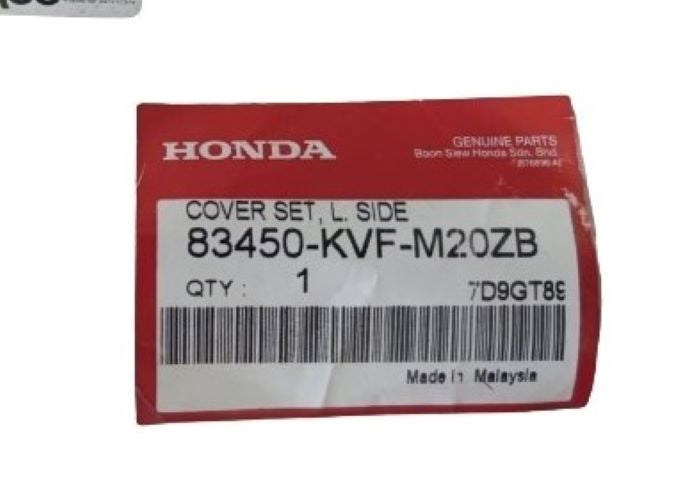 HONDA
GENUINE PARTS
Boon Siew Honda Sdn. Bhd.
COVER SET, L. SIDE
83450-KVF-M20ZB
QTY : 1
7D9GT89
Made in Malaysia